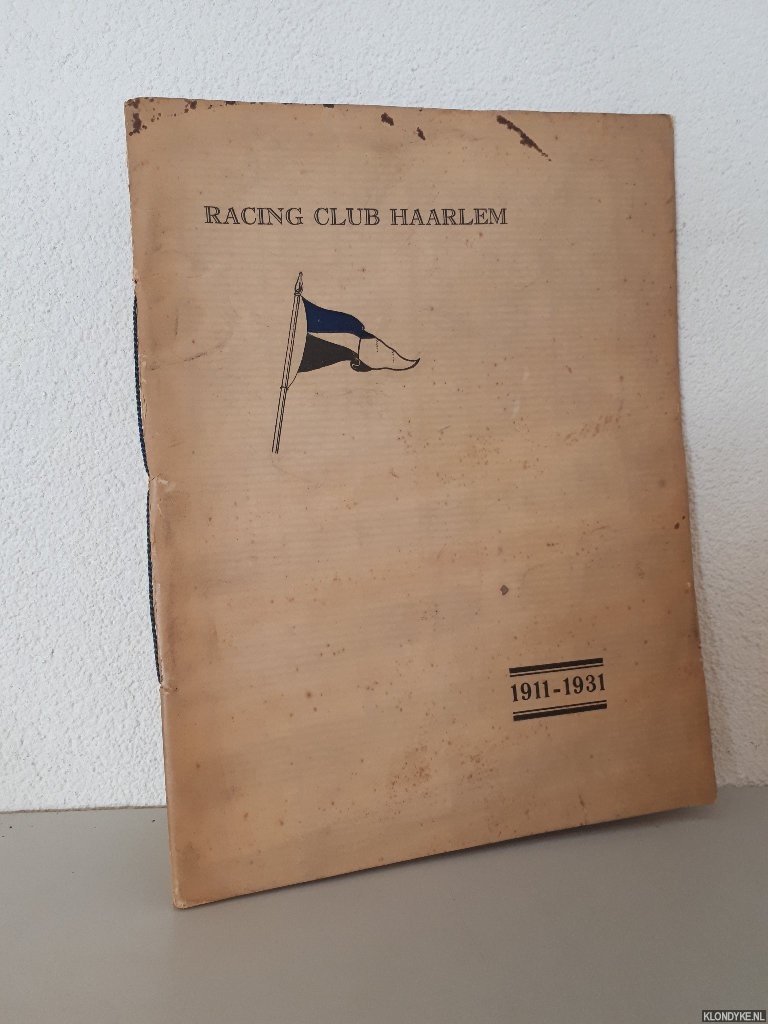 RACING CLUB HAARLEM
1911-1931
KLONDYKE.NL